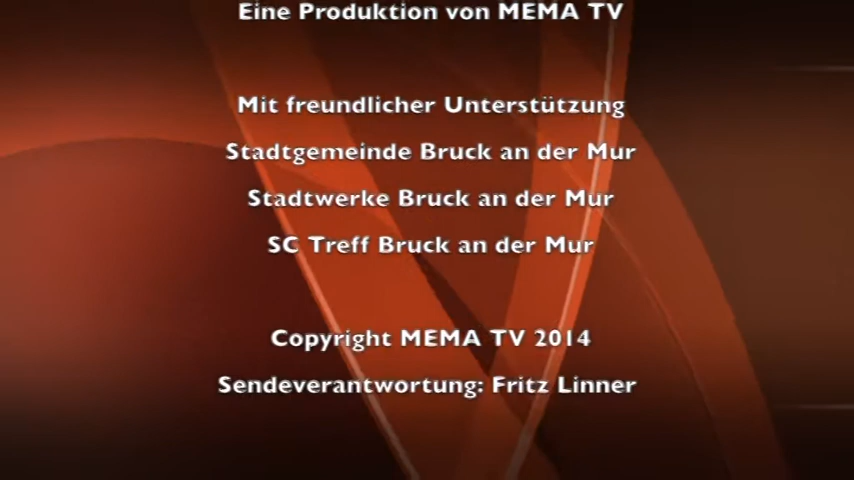 Eine Produktion von MEMA TV
Mit freundlicher Unterstützung
Stadtgemeinde Bruck an der Mur
Stadtwerke Bruck an der Mur
SC Treff Bruck an der Mur
Copyright MEMA TV 2014
Sendeverantwortung: Fritz Linner